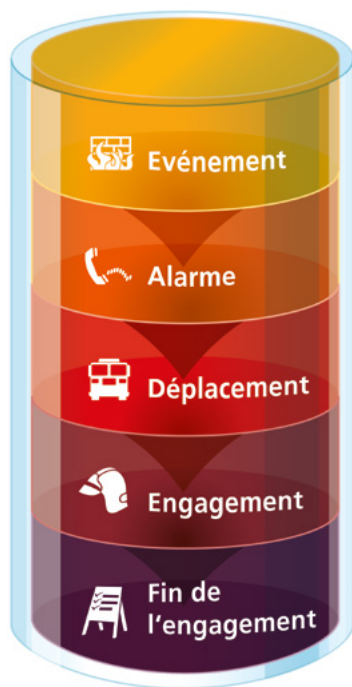 Evénement
Alarme
Déplacement
Engagement
Fin de
l'engagement